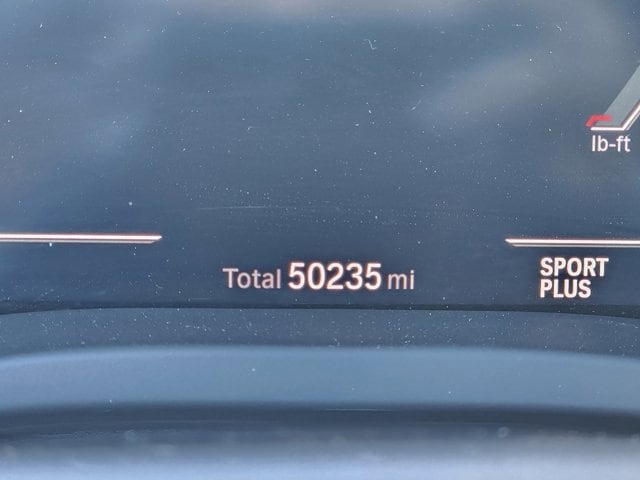 lb-ft
Total 50235 mi
SPORT
PLUS